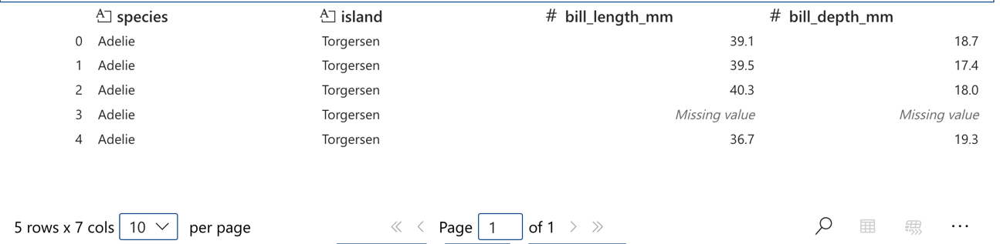 species island # bill_length_mm # bill_depth_mm
0 Adelie Torgersen 39.1 18.7
1 Adelie Torgersen 39.5 17.4
2 Adelie Torgersen 40.3 18.0
3 Adelie Torgersen Missing value Missing value
4 Adelie Torgersen 36.7 19.3
5 rows x 7 cols 10 per page Page 1 of 1